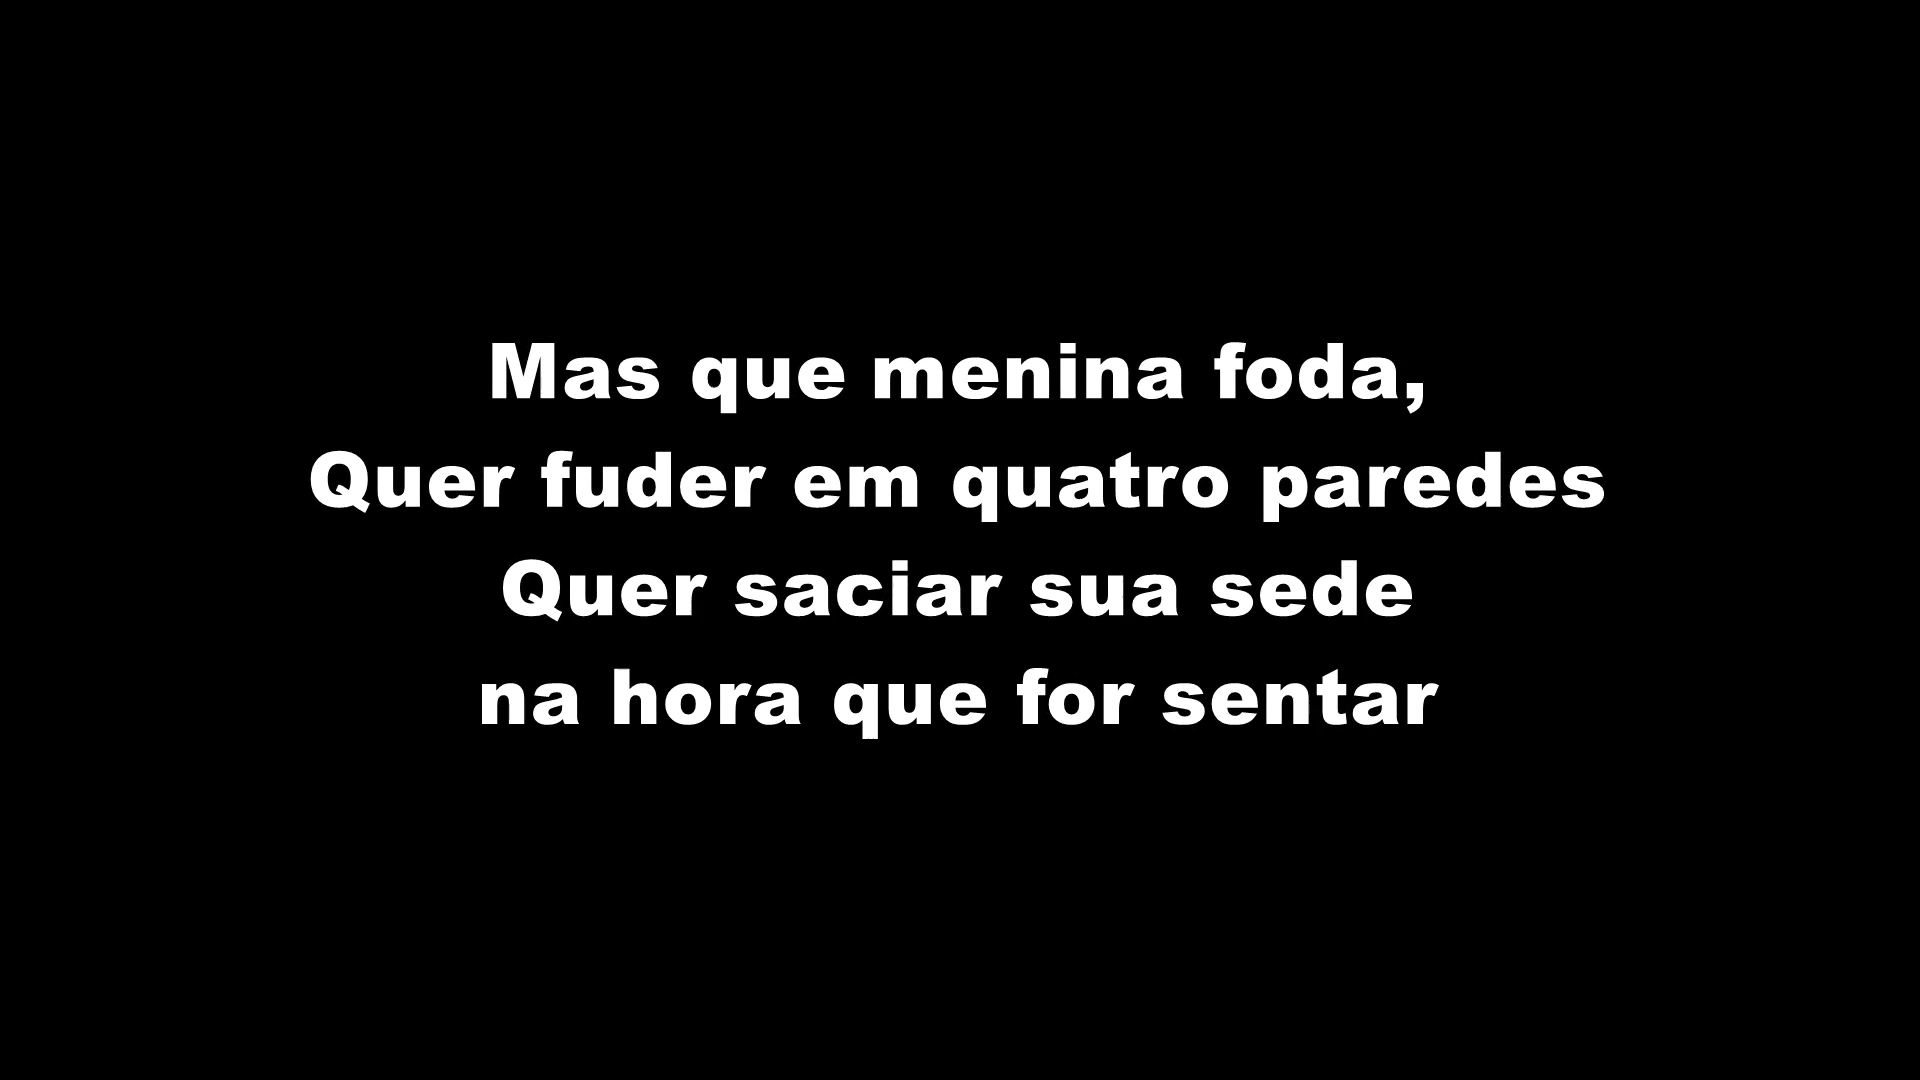 Mas que menina foda,
Quer fuder em quatro paredes
Quer saciar sua sede
na hora que for sentar